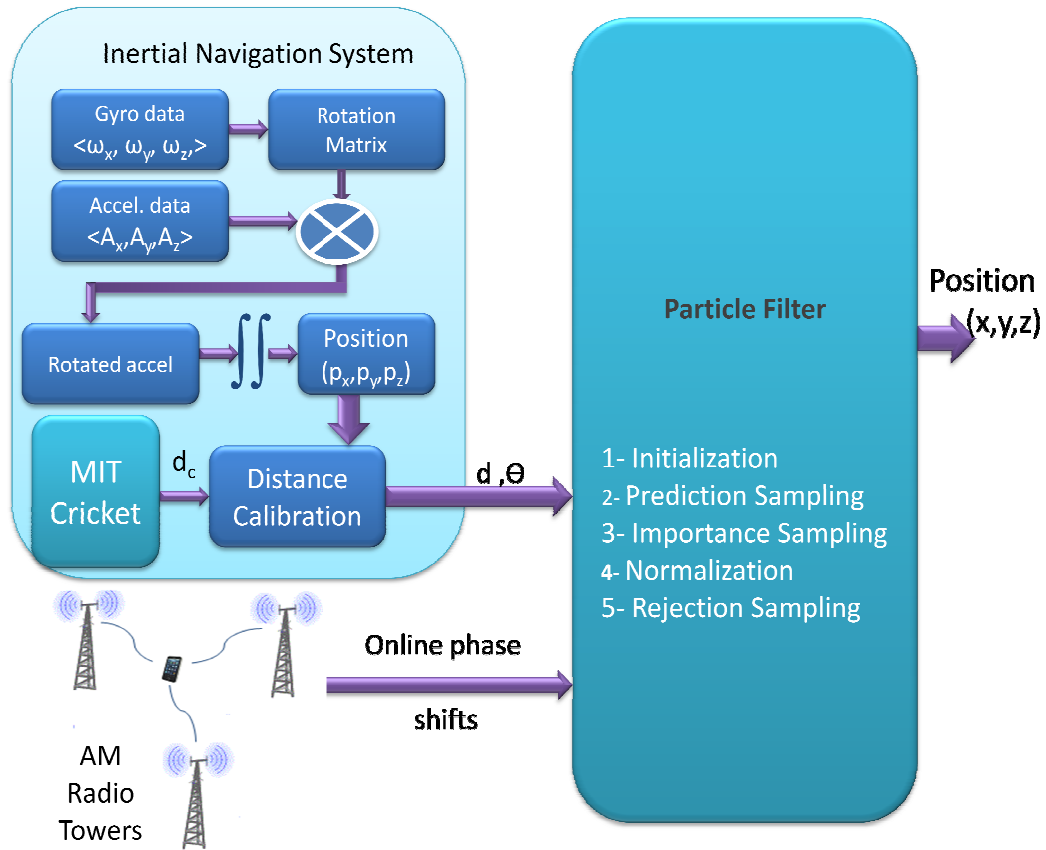 Inertial Navigation System
Gyro data
<ωx, ωy, ωz,>
Rotation
Matrix
Accel. data
<Ax,Ay,Az>
Rotated accel
∬
Position
(px,py,pz)
MIT
Cricket
dc
Distance
Calibration
d ,Θ
Particle Filter
1- Initialization
2- Prediction Sampling
3- Importance Sampling
4- Normalization
5- Rejection Sampling
Position
(x,y,z)
Online phase
shifts
AM
Radio
Towers